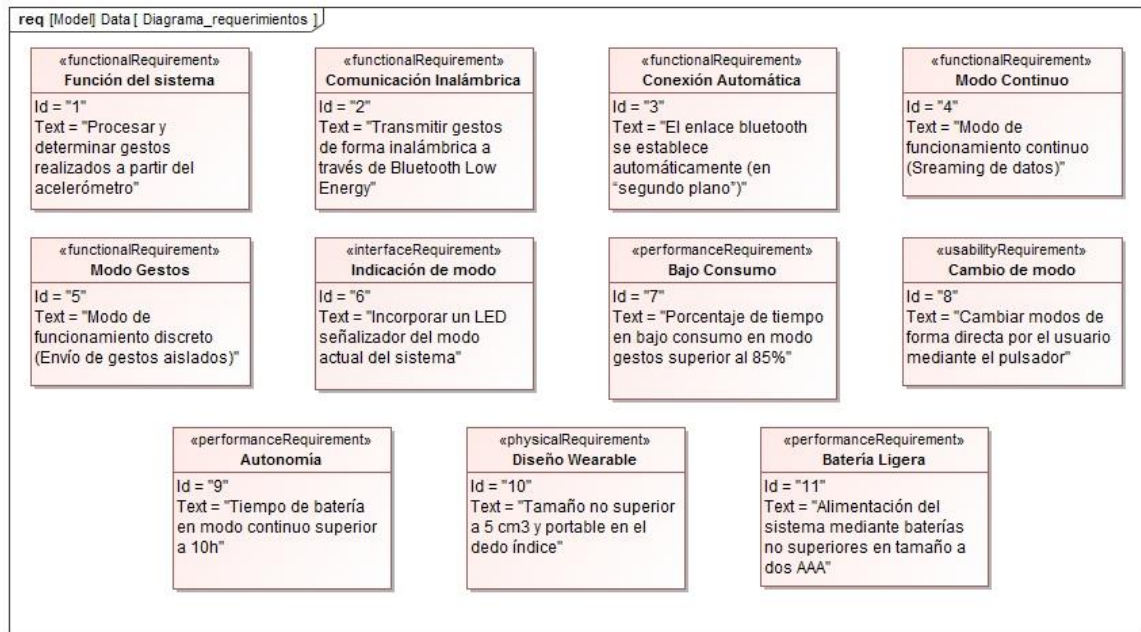 req [Model] Data [ Diagrama_requerimientos ]
«functionalRequirement»
Función del sistema
Id = "1"
Text = "Procesar y
determinar gestos
realizados a partir del
acelerómetro"
«functionalRequirement»
Comunicación Inalámbrica
Id = "2"
Text = "Transmitir gestos
de forma inalámbrica a
través de Bluetooth Low
Energy"
«functionalRequirement»
Conexión Automática
Id = "3"
Text = "El enlace bluetooth
se establece
automáticamente (en
“segundo plano”)"
«functionalRequirement»
Modo Continuo
Id = "4"
Text = "Modo de
funcionamiento continuo
(Sreaming de datos)"
«functionalRequirement»
Modo Gestos
Id = "5"
Text = "Modo de
funcionamiento discreto
(Envío de gestos aislados)"
«interfaceRequirement»
Indicación de modo
Id = "6"
Text = "Incorporar un LED
señalizador del modo
actual del sistema"
«performanceRequirement»
Bajo Consumo
Id = "7"
Text = "Porcentaje de tiempo
en bajo consumo en modo
gestos superior al 85%"
«usabilityRequirement»
Cambio de modo
Id = "8"
Text = "Cambiar modos de
forma directa por el usuario
mediante el pulsador"
«performanceRequirement»
Autonomía
Id = "9"
Text = "Tiempo de batería
en modo continuo superior
a 10h"
«physicalRequirement»
Diseño Wearable
Id = "10"
Text = "Tamaño no superior
a 5 cm3 y portable en el
dedo índice"
«performanceRequirement»
Batería Ligera
Id = "11"
Text = "Alimentación del
sistema mediante baterías
no superiores en tamaño a
dos AAA"